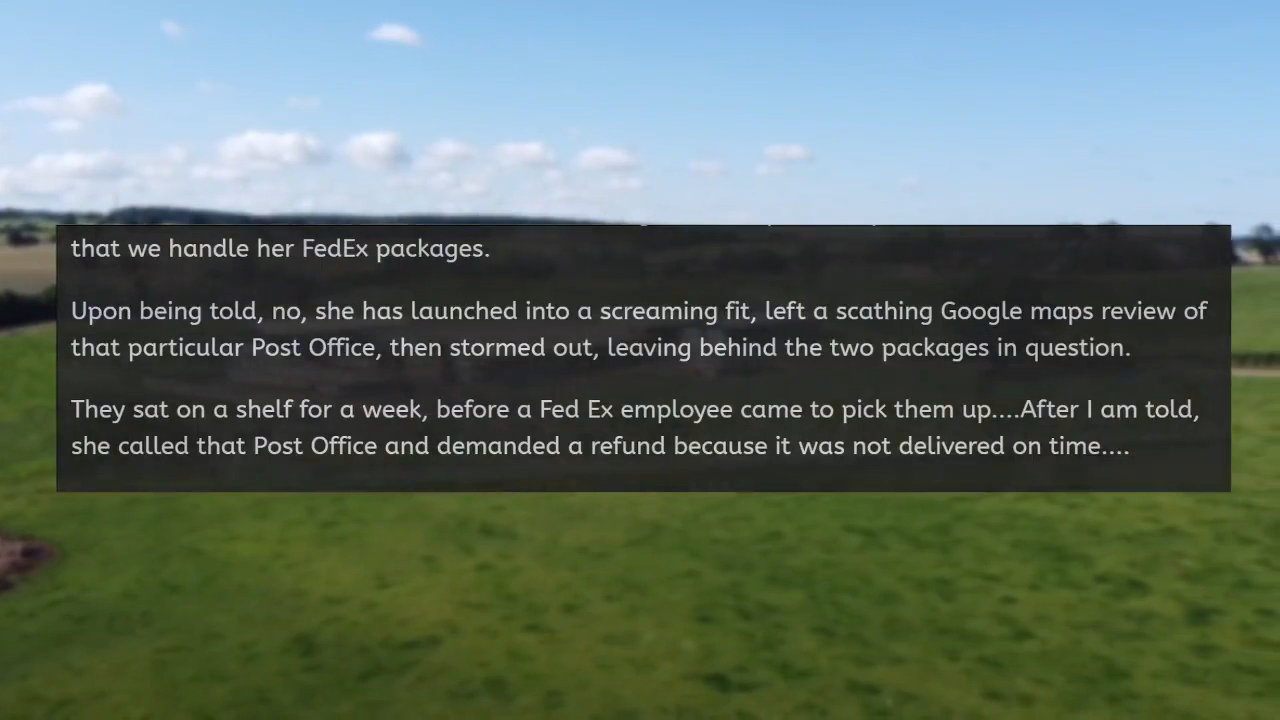 that we handle her FedEx packages.
Upon being told, no, she has launched into a screaming fit, left a scathing Google maps review of
that particular Post Office, then stormed out, leaving behind the two packages in question.
They sat on a shelf for a week, before a Fed Ex employee came to pick them up....After I am told,
she called that Post Office and demanded a refund because it was not delivered on time....